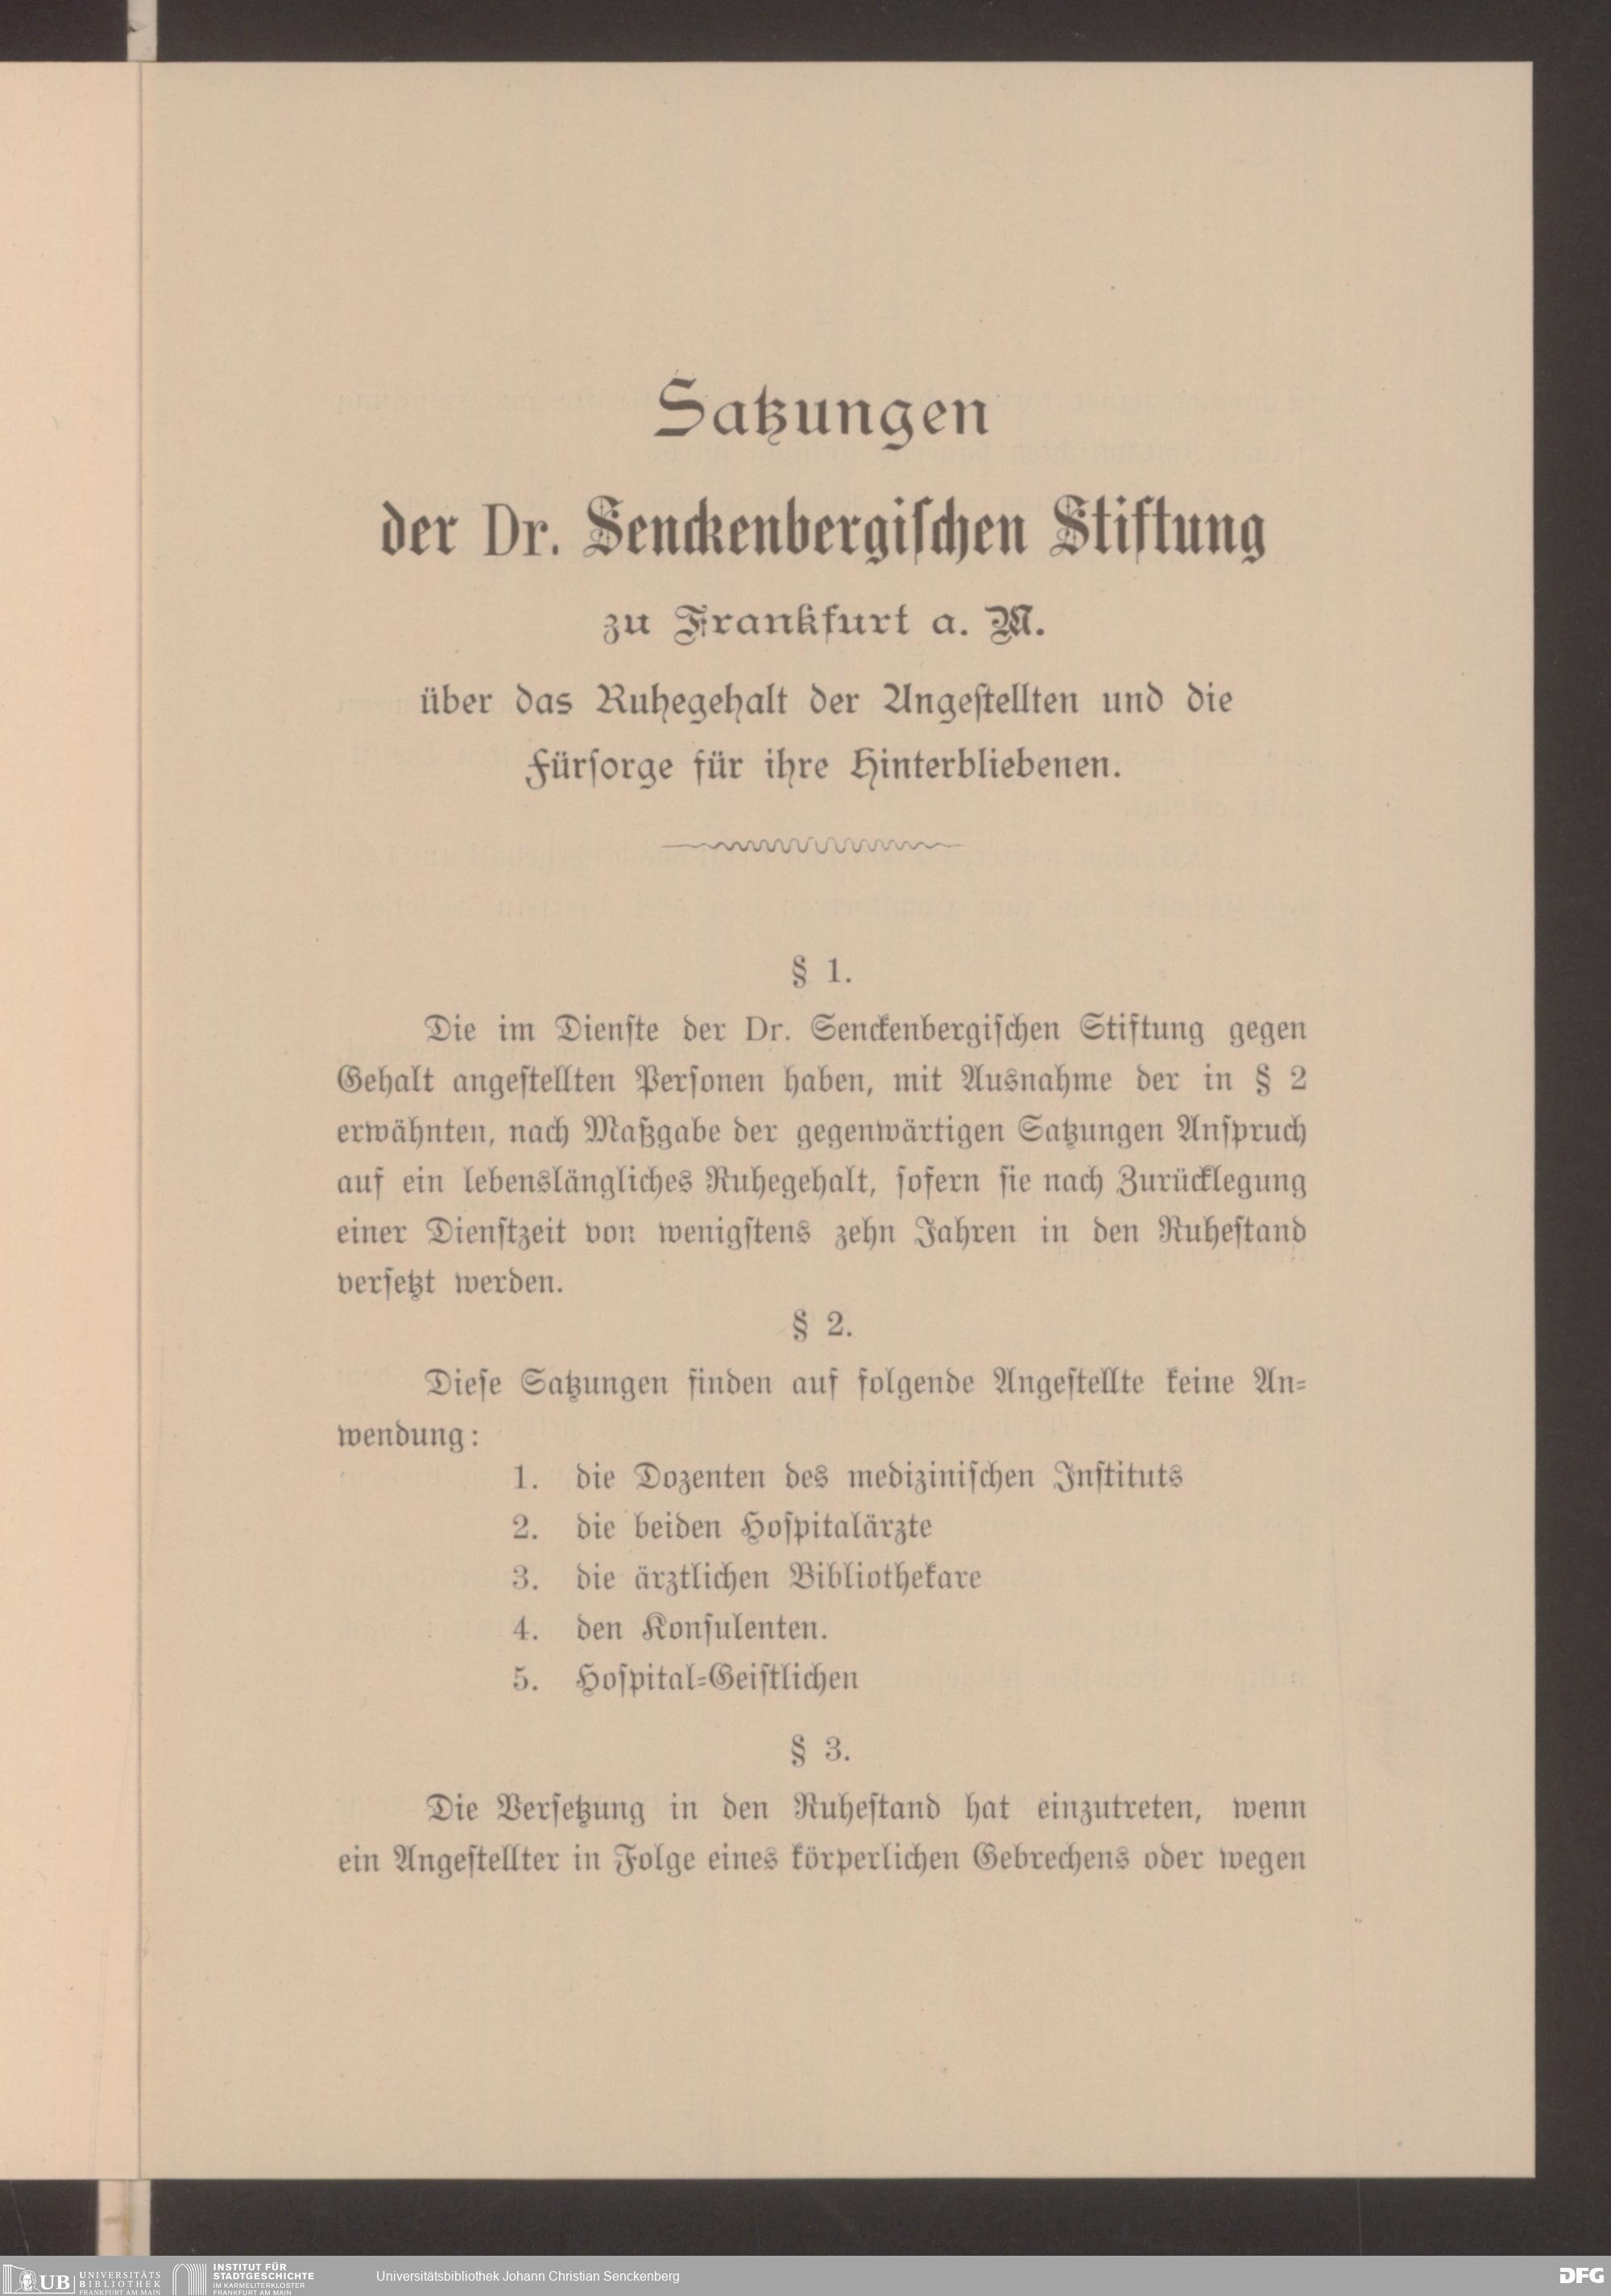 Satzungen
der Dr. Senckenbergischen Stiftung
zu Frankfurt a. M.
über das Ruhegehalt der Angestellten und die
Fürsorge für ihre Hinterbliebenen.
§ 1.
Die im Dienste der Dr. Senckenbergischen Stiftung gegen
Gehalt angestellten Personen haben, mit Ausnahme der in § 2
erwähnten, nach Maßgabe der gegenwärtigen Satzungen Anspruch
auf ein lebenslängliches Ruhegehalt, sofern sie nach Zurücklegung
einer Dienstzeit von wenigstens zehn Jahren in den Ruhestand
versetzt werden.
§ 2.
Diese Satzungen finden auf folgende Angestellte keine An-
wendung:
1. die Dozenten des medizinischen Instituts
2. die beiden Hospitalärzte
3. die ärztlichen Bibliothekare
4. den Konsulenten.
5. Hospital-Geistlichen
§ 3.
Die Versetzung in den Ruhestand hat einzutreten, wenn
ein Angestellter in Folge eines körperlichen Gebrechens oder wegen
UB UNIVERSITÄTS
BIBLIOTHEK
FRANKFURT AM MAIN
INSTITUT FÜR
STADTGESCHICHTE
IM KARMELITERKLOSTER
FRANKFURT AM MAIN
Universitätsbibliothek Johann Christian Senckenberg
DFG